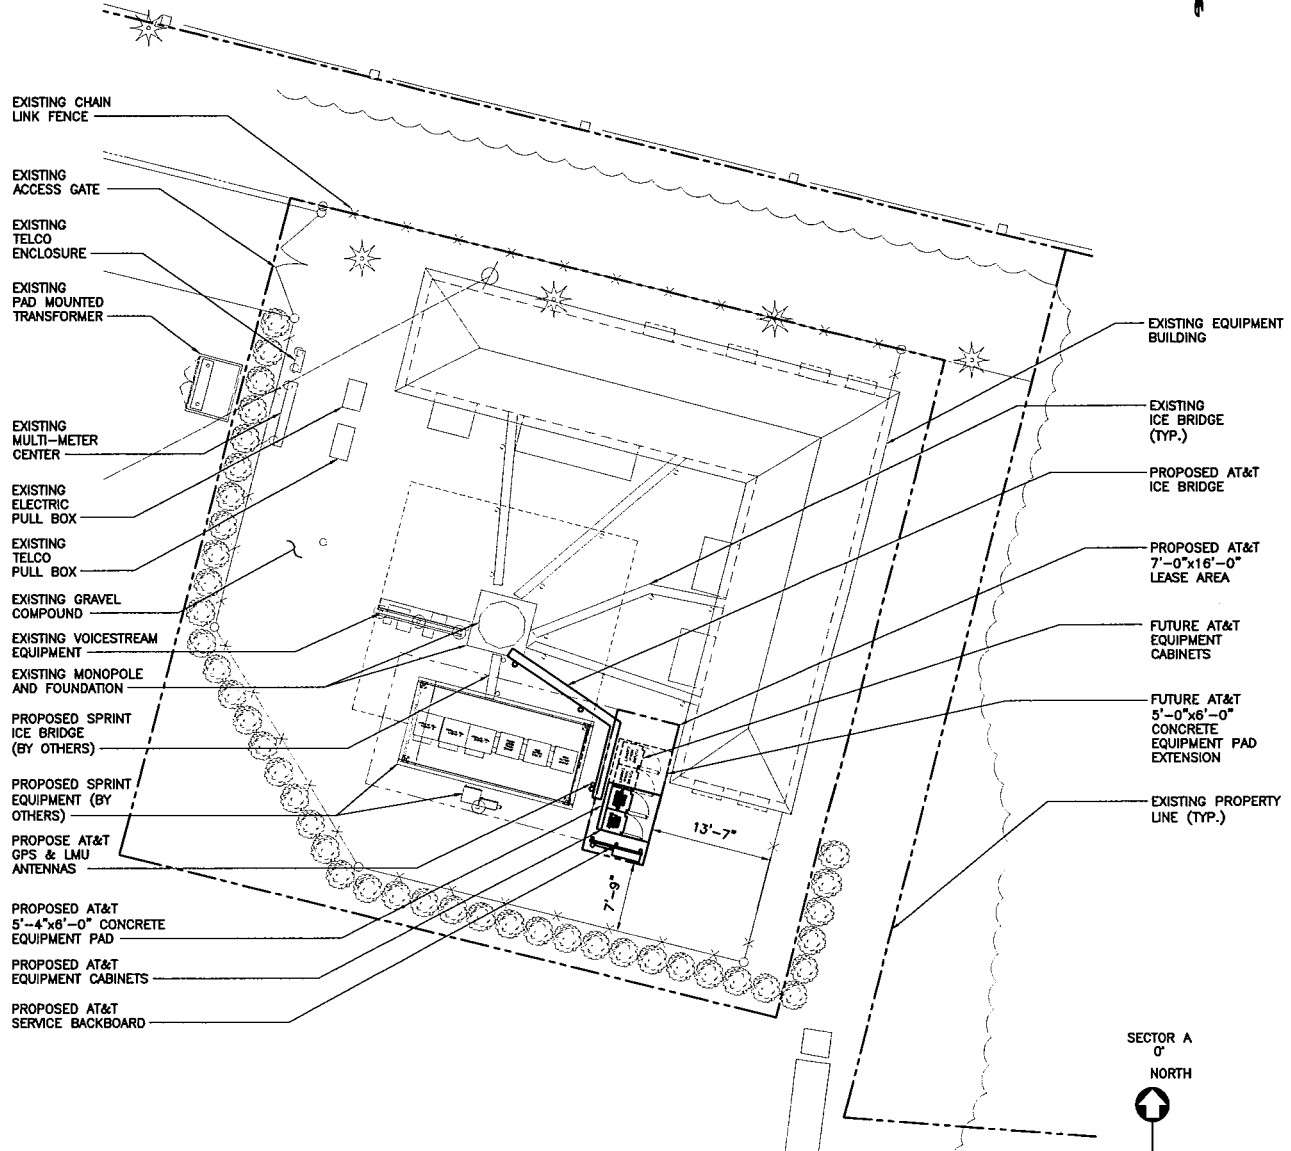 EXISTING CHAIN
LINK FENCE
EXISTING
ACCESS GATE
EXISTING
TELCO
ENCLOSURE
EXISTING
PAD MOUNTED
TRANSFORMER
EXISTING
MULTI-METER
CENTER
EXISTING
ELECTRIC
PULL BOX
EXISTING
TELCO
PULL BOX
EXISTING GRAVEL
COMPOUND
EXISTING VOICESTREAM
EQUIPMENT
EXISTING MONOPOLE
AND FOUNDATION
PROPOSED SPRINT
ICE BRIDGE
(BY OTHERS)
PROPOSED SPRINT
EQUIPMENT (BY
OTHERS)
PROPOSE AT&T
GPS & LMU
ANTENNAS
PROPOSED AT&T
5'-4"x6'-0" CONCRETE
EQUIPMENT PAD
PROPOSED AT&T
EQUIPMENT CABINETS
PROPOSED AT&T
SERVICE BACKBOARD
13'-7"
7'-9"
EXISTING EQUIPMENT
BUILDING
EXISTING
ICE BRIDGE
(TYP.)
PROPOSED AT&T
ICE BRIDGE
PROPOSED AT&T
7'-0"x16'-0"
LEASE AREA
FUTURE AT&T
EQUIPMENT
CABINETS
FUTURE AT&T
5'-0"x6'-0"
CONCRETE
EQUIPMENT PAD
EXTENSION
EXISTING PROPERTY
LINE (TYP.)
SECTOR A
0°
NORTH